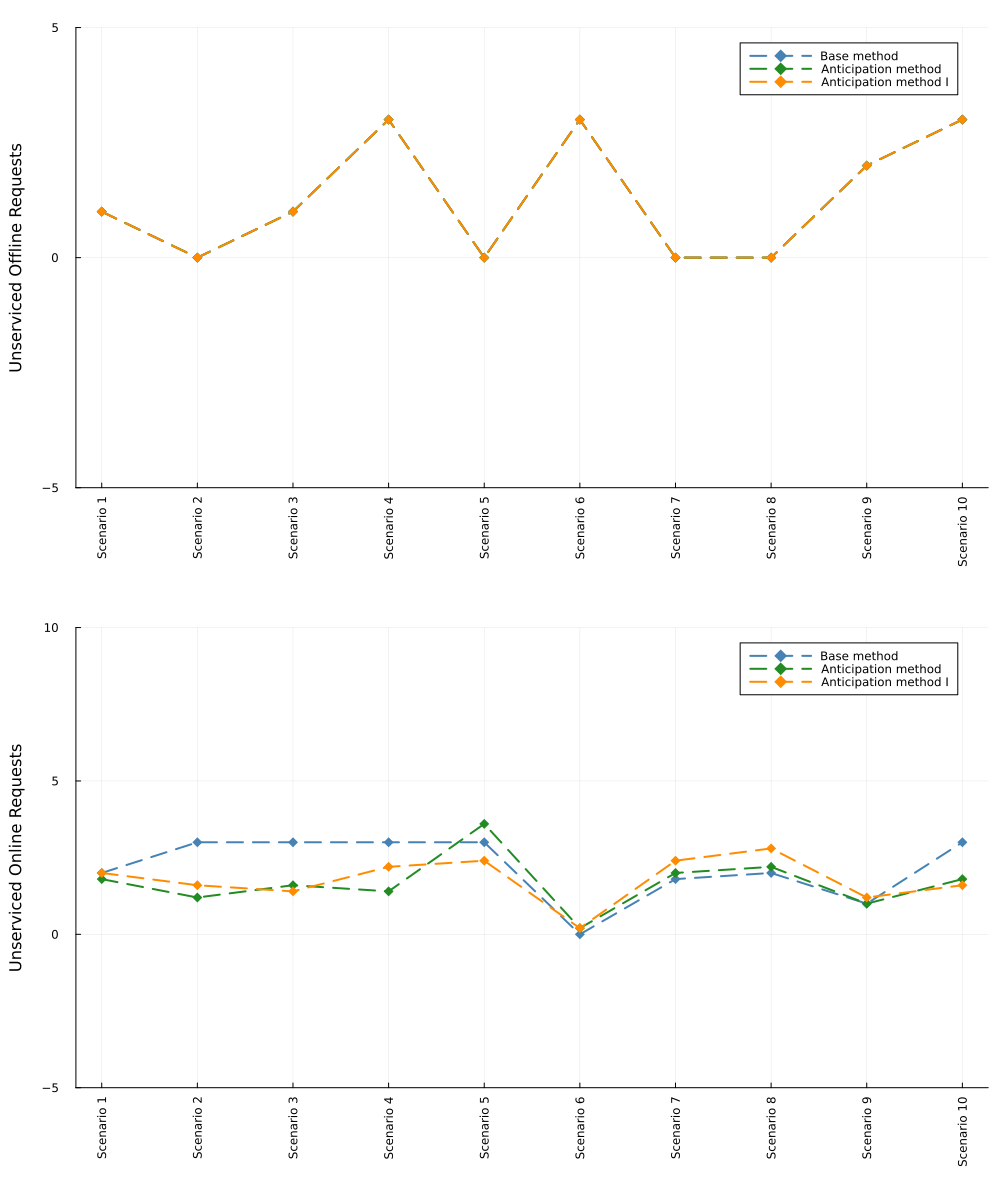 5
Base method
Anticipation method
Anticipation method I
Unserviced Offline Requests
0
−5
Scenario 1
Scenario 2
Scenario 3
Scenario 4
Scenario 5
Scenario 6
Scenario 7
Scenario 8
Scenario 9
Scenario 10
10
Base method
Anticipation method
Anticipation method I
5
Unserviced Online Requests
0
−5
Scenario 1
Scenario 2
Scenario 3
Scenario 4
Scenario 5
Scenario 6
Scenario 7
Scenario 8
Scenario 9
Scenario 10